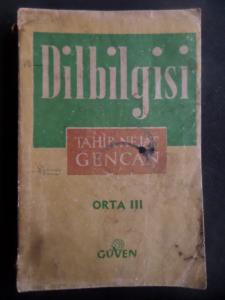 Dilbilgisi
TAHİR NEJAT
GENCAN
ORTA III
GÜVEN